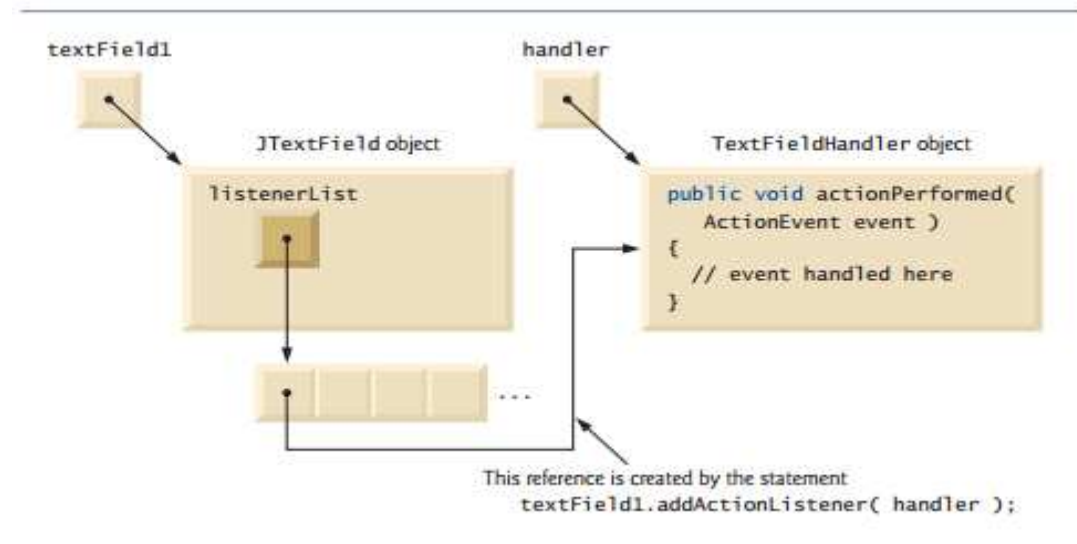 textField1
handler
JTextField object
TextFieldHandler object
listenerList
public void actionPerformed(
ActionEvent event )
{
// event handled here
}
...
This reference is created by the statement
textField1.addActionListener( handler );